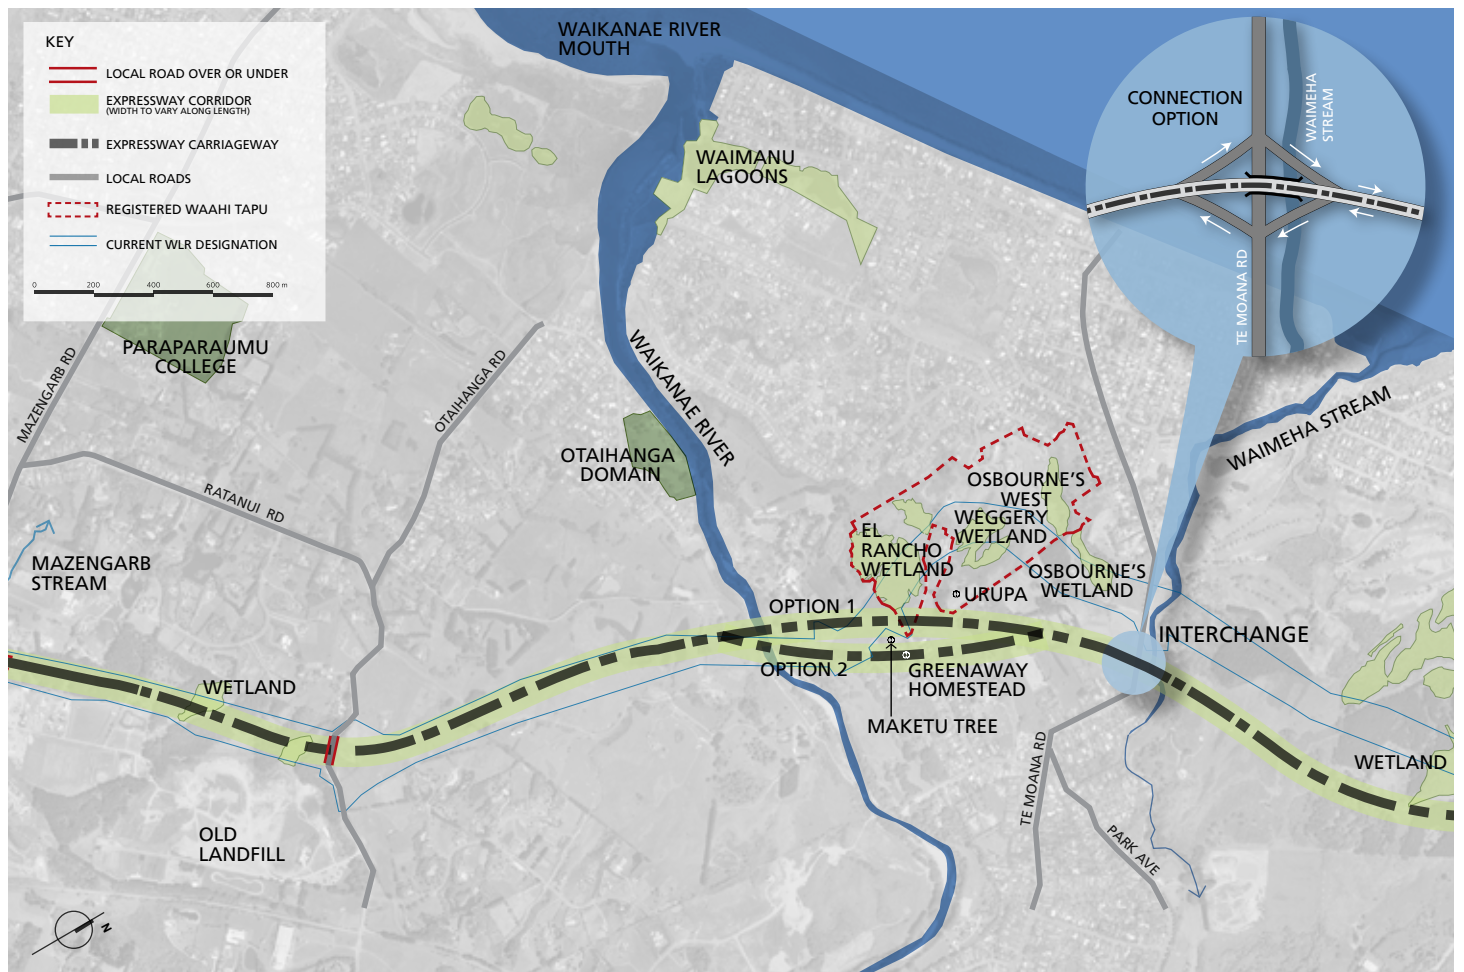 KEY
LOCAL ROAD OVER OR UNDER
EXPRESSWAY CORRIDOR
(WIDTH TO VARY ALONG LENGTH)
EXPRESSWAY CARRIAGEWAY
LOCAL ROADS
REGISTERED WAAHI TAPU
CURRENT WLR DESIGNATION
0 200 400 600 800 m
WAIKANAE RIVER
MOUTH
WAIMANU
LAGOONS
CONNECTION
OPTION
WAIMEHA
STREAM
TE MOANA RD
PARAPARAUMU
COLLEGE
MAZENGARB RD
OTAIHANGA RD
WAIKANAE RIVER
WAIMEHA STREAM
OTAIHANGA
DOMAIN
RATANUI RD
OSBOURNE'S
WEST
WEGGERY
WETLAND
EL
RANCHO
WETLAND
MAZENGARB
STREAM
OSBOURNE'S
WETLAND
URUPA
OPTION 1
INTERCHANGE
OPTION 2
GREENAWAY
HOMESTEAD
WETLAND
MAKETU TREE
TE MOANA RD
WETLAND
OLD
LANDFILL
PARK AVE
N